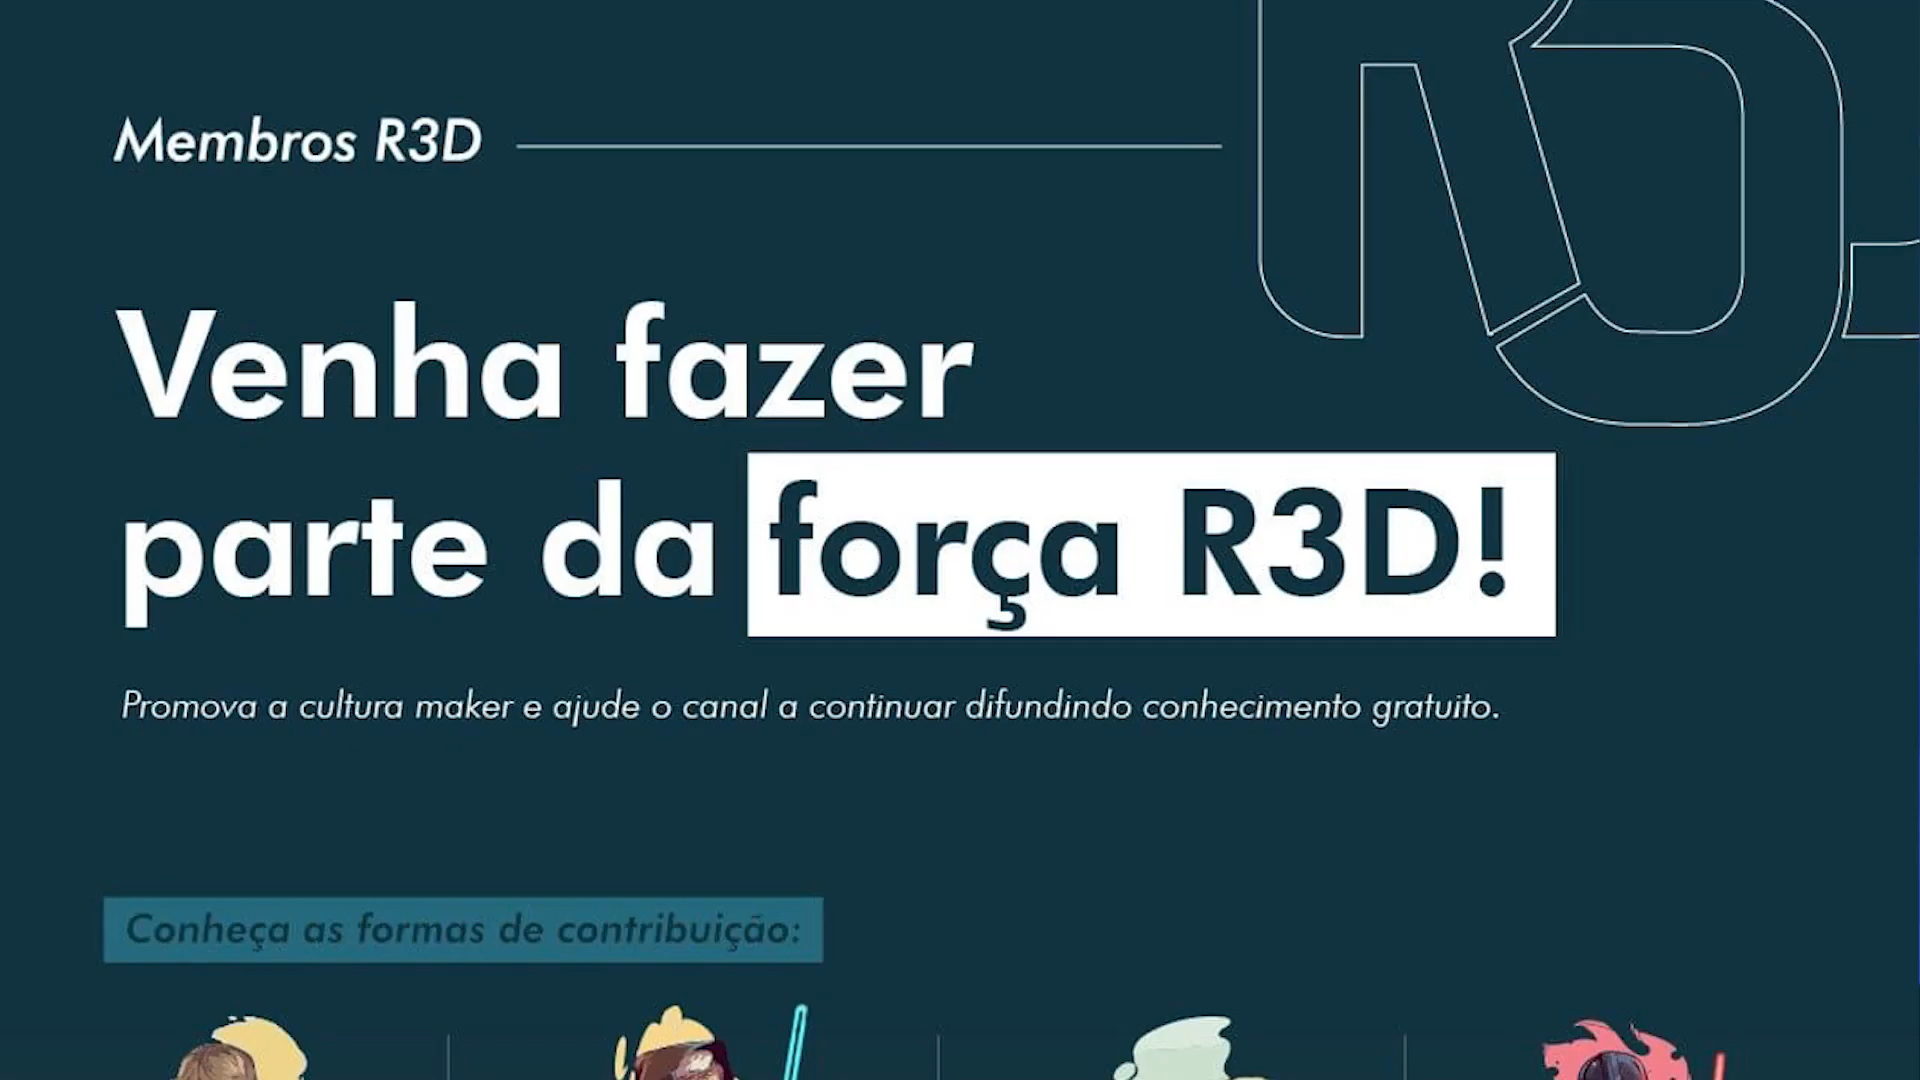 Membros R3D
Venha fazer
parte da força R3D!
Promova a cultura maker e ajude o canal a continuar difundindo conhecimento gratuito.
Conheça as formas de contribuição: